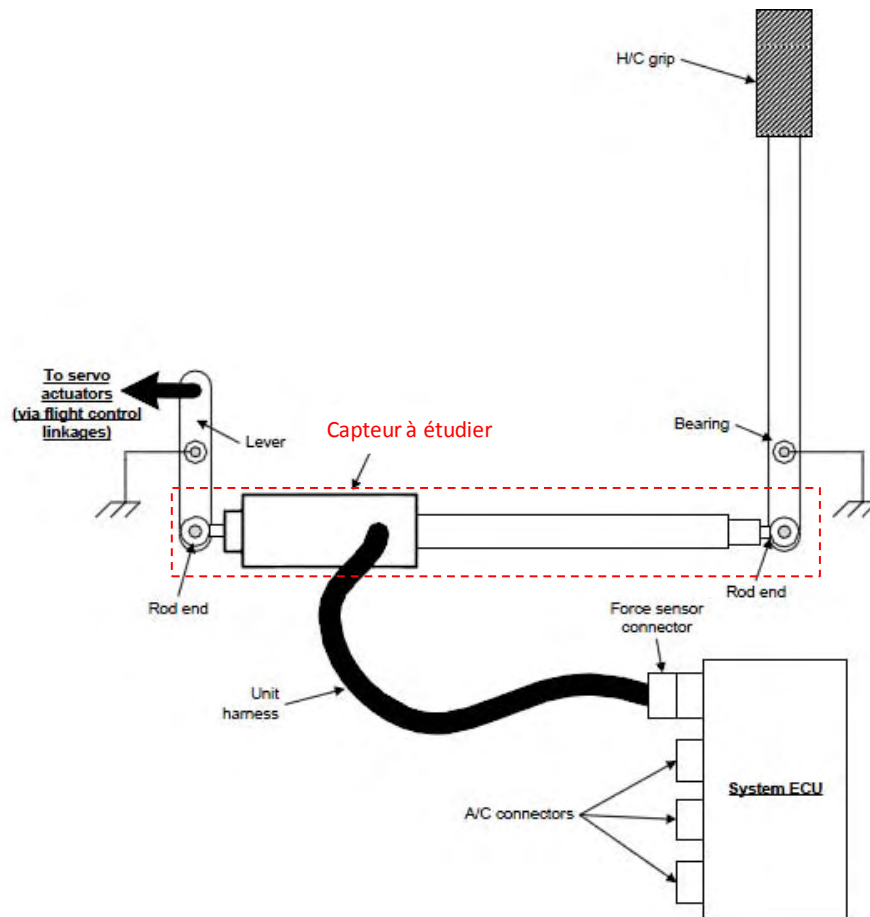 H/C grip
To servo
actuators
(via flight control
linkages)
Lever
Capteur à étudier
Bearing
Rod end
Rod end
Force sensor
connector
Unit
harness
System ECU
A/C connectors